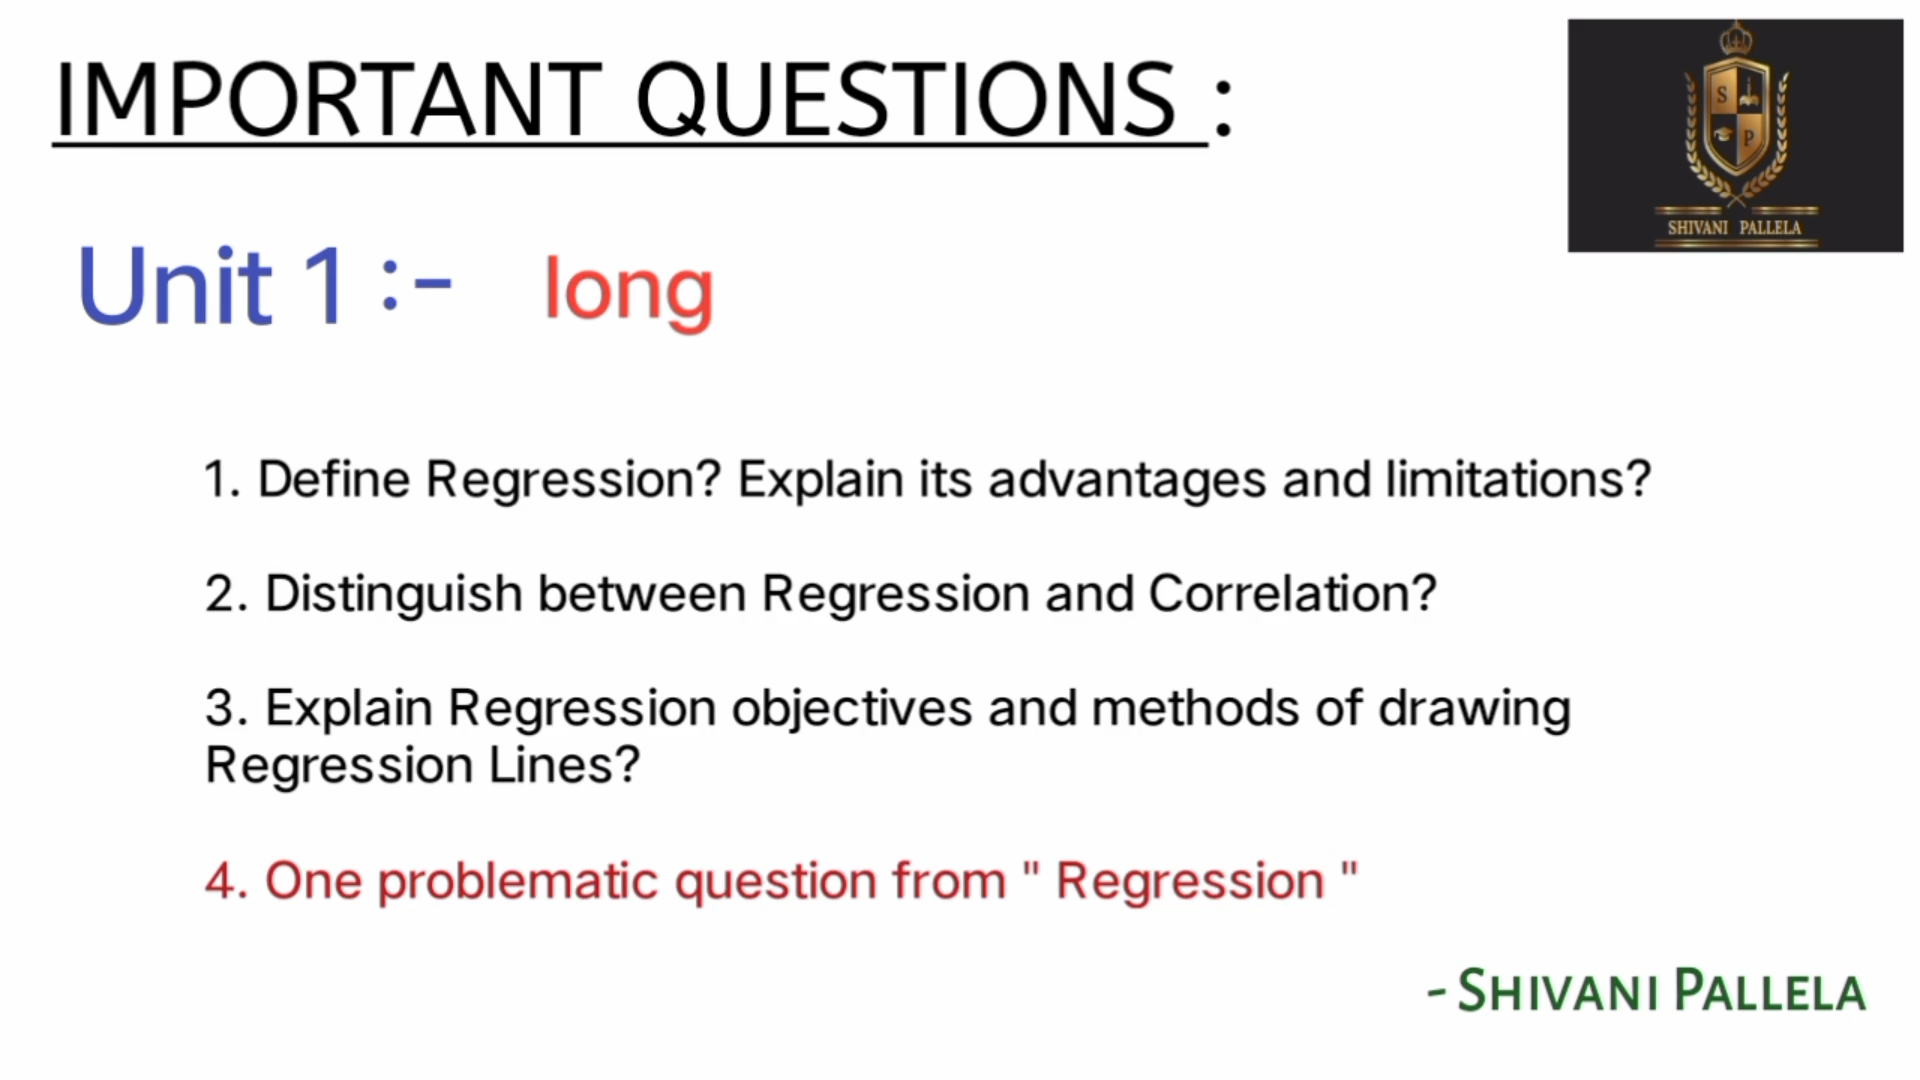 IMPORTANT QUESTIONS :
S
P
SHIVANI PALLELA
Unit 1 :- long
1. Define Regression? Explain its advantages and limitations?
2. Distinguish between Regression and Correlation?
3. Explain Regression objectives and methods of drawing
Regression Lines?
4. One problematic question from " Regression "
- SHIVANI PALLELA